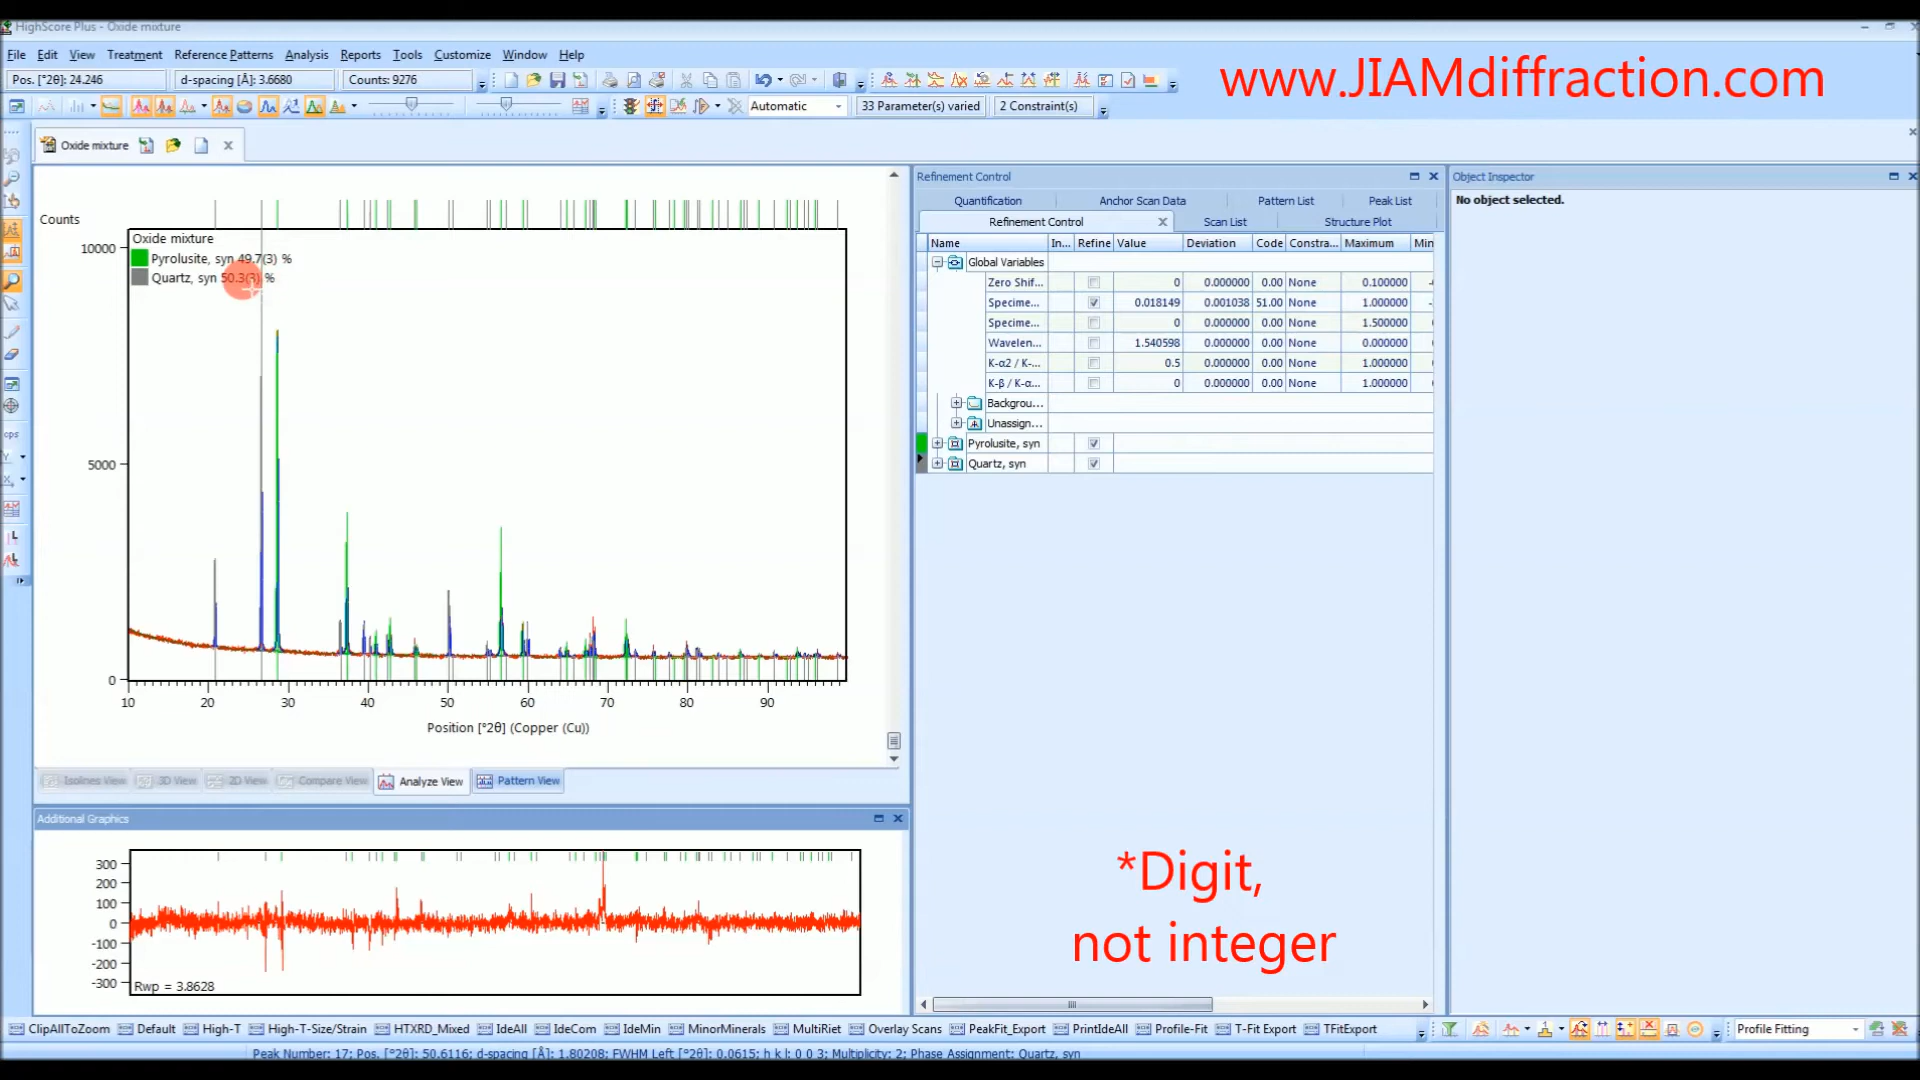 HighScore Plus - Oxide mixture
File Edit View Treatment Reference Patterns Analysis Reports Tools Customize Window Help
Pos. [°2θ]: 24.246 d-spacing [Å]: 3.6680 Counts: 9276
www.JIAMdiffraction.com
Automatic 33 Parameter(s) varied 2 Constraint(s)
Oxide mixture
Refinement Control
Object Inspector
Quantification Anchor Scan Data Pattern List Peak List
No object selected.
Refinement Control Scan List Structure Plot
Name In... Refine Value Deviation Code Constra... Maximum Min
Global Variables
Zero Shif... 0 0.000000 0.00 None 0.100000
Specime... 0.018149 0.001038 51.00 None 1.000000
Specime... 0 0.000000 0.00 None 1.500000
Wavelen... 1.540598 0.000000 0.00 None 0.000000
K-α2 / K-... 0.5 0.000000 0.00 None 1.000000
K-β / K-α... 0 0.000000 0.00 None 1.000000
Backgrou...
Unassign...
Pyrolusite, syn
Quartz, syn
Counts
Oxide mixture
Pyrolusite, syn 49.7(3) %
Quartz, syn 50.3(3) %
10000
5000
0
10 20 30 40 50 60 70 80 90
Position [°2θ] (Copper (Cu))
cps
Isolines View 3D View 2D View Compare View Analyze View Pattern View
Additional Graphics
300
200
100
0
-100
-200
-300
Rwp = 3.8628
*Digit,
not integer
ClipAllToZoom Default High-T High-T-Size/Strain HTXRD_Mixed IdeAll IdeCom IdeMin MinorMinerals MultiRiet Overlay Scans PeakFit_Export PrintIdeAll Profile-Fit T-Fit Export TFitExport Profile Fitting
Peak Number: 17; Pos. [°2θ]: 50.6116; d-spacing [Å]: 1.80208; FWHM Left [°2θ]: 0.0615; h k l: 0 0 3; Multiplicity: 2; Phase Assignment: Quartz, syn